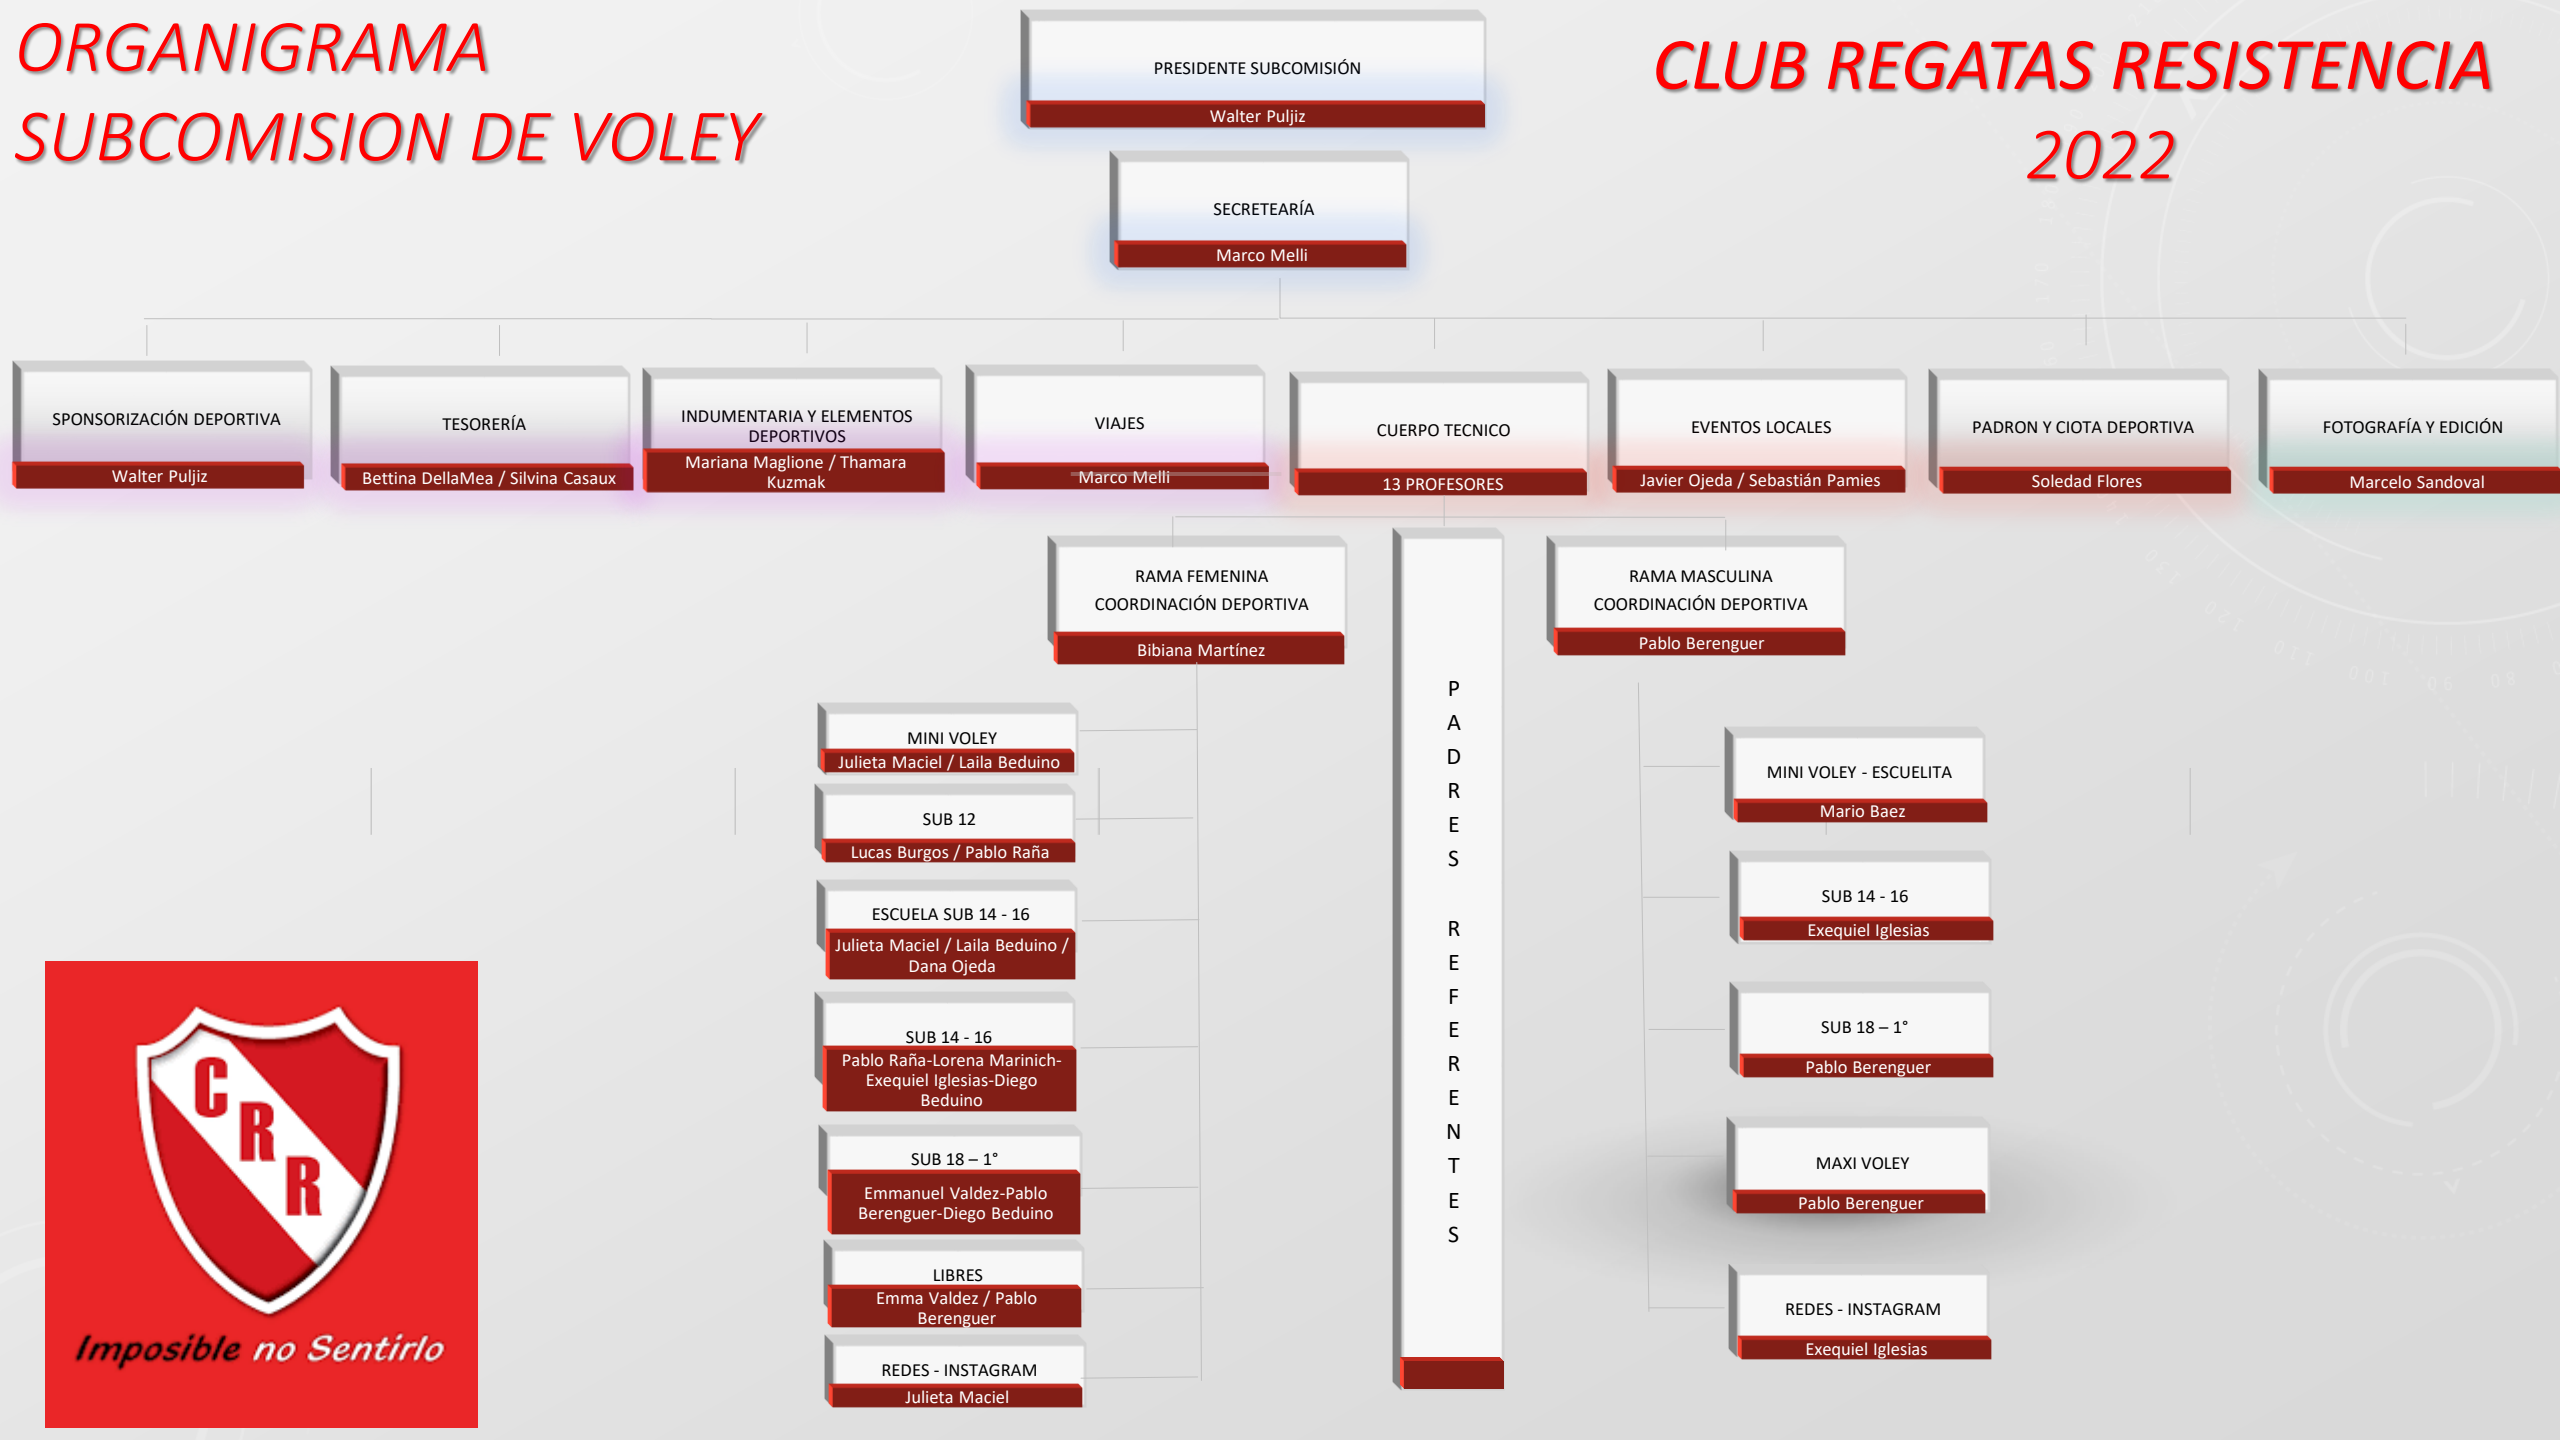 ORGANIGRAMA
SUBCOMISION DE VOLEY
CLUB REGATAS RESISTENCIA
2022
PRESIDENTE SUBCOMISIÓN
Walter Puljiz
SECRETEARÍA
Marco Melli
SPONSORIZACIÓN DEPORTIVA
Walter Puljiz
TESORERÍA
Bettina DellaMea / Silvina Casaux
INDUMENTARIA Y ELEMENTOS
DEPORTIVOS
Mariana Maglione / Thamara
Kuzmak
VIAJES
Marco Melli
CUERPO TECNICO
13 PROFESORES
EVENTOS LOCALES
Javier Ojeda / Sebastián Pamies
PADRON Y CIOTA DEPORTIVA
Soledad Flores
FOTOGRAFÍA Y EDICIÓN
Marcelo Sandoval
RAMA FEMENINA
COORDINACIÓN DEPORTIVA
Bibiana Martínez
MINI VOLEY
Julieta Maciel / Laila Beduino
SUB 12
Lucas Burgos / Pablo Raña
ESCUELA SUB 14 - 16
Julieta Maciel / Laila Beduino /
Dana Ojeda
SUB 14 - 16
Pablo Raña-Lorena Marinich-
Exequiel Iglesias-Diego
Beduino
SUB 18 – 1°
Emmanuel Valdez-Pablo
Berenguer-Diego Beduino
LIBRES
Emma Valdez / Pablo
Berenguer
REDES - INSTAGRAM
Julieta Maciel
P
A
D
R
E
S
R
E
F
E
R
E
N
T
E
S
RAMA MASCULINA
COORDINACIÓN DEPORTIVA
Pablo Berenguer
MINI VOLEY - ESCUELITA
Mario Baez
SUB 14 - 16
Exequiel Iglesias
SUB 18 – 1°
Pablo Berenguer
MAXI VOLEY
Pablo Berenguer
REDES - INSTAGRAM
Exequiel Iglesias
C
R
R
Imposible no Sentirlo